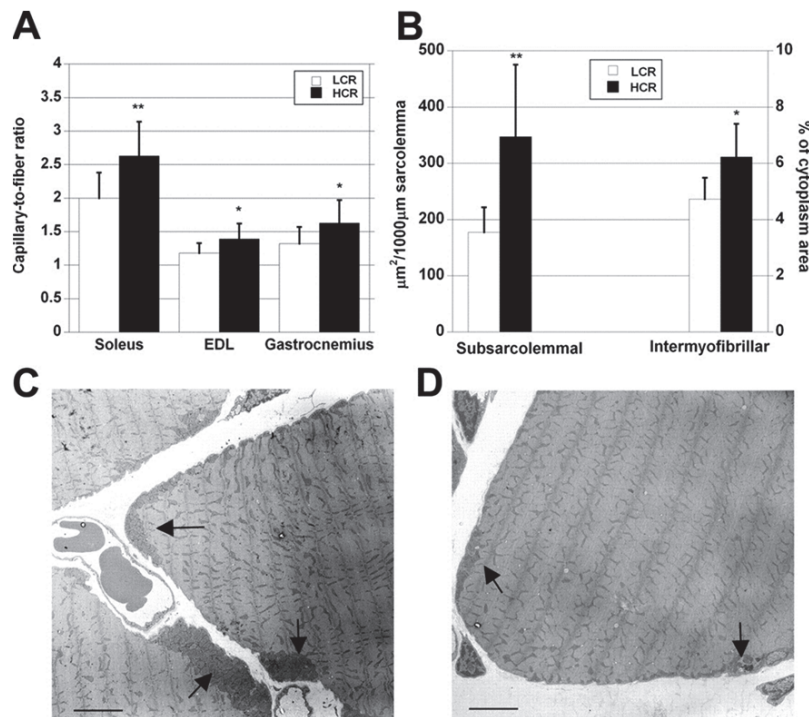 A
Capillary-to-fiber ratio
4
3.5
3
2.5
2
1.5
1
0.5
0
LCR
HCR
**
*
*
Soleus EDL Gastrocnemius
B
μm²/1000μm sarcolemma
500
400
300
200
100
0
LCR
HCR
**
*
10
8
6
4
2
0
% of cytoplasm area
Subsarcolemmal Intermyofibrillar
C
D